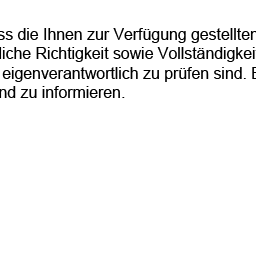 ss die Ihnen zur Verfügung gestellten
liche Richtigkeit sowie Vollständigkeit
eigenverantwortlich zu prüfen sind. E
nd zu informieren.